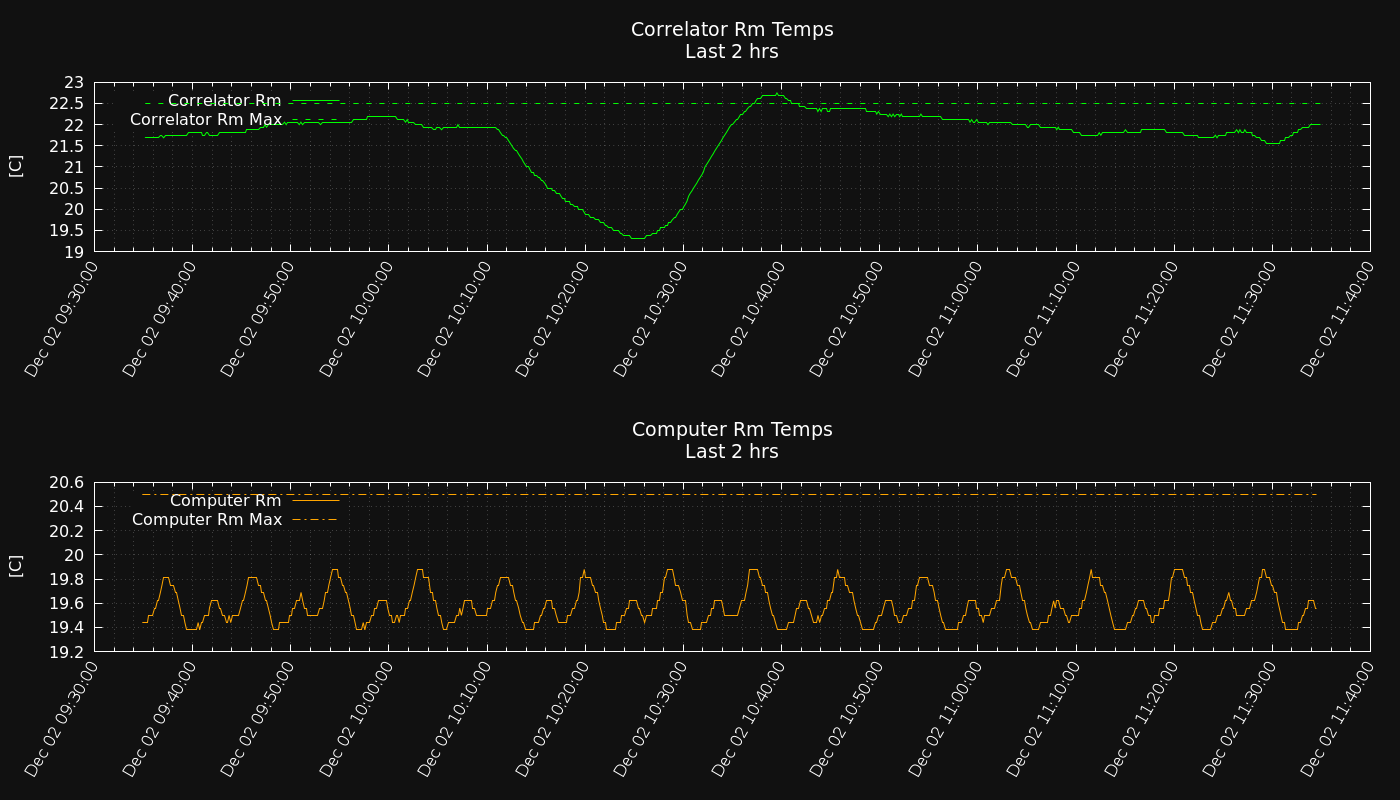 Correlator Rm Temps
Last 2 hrs
23
22.5
22
21.5
21
20.5
20
19.5
19
[C]
Correlator Rm
Correlator Rm Max
Dec 02 09:30:00
Dec 02 09:40:00
Dec 02 09:50:00
Dec 02 10:00:00
Dec 02 10:10:00
Dec 02 10:20:00
Dec 02 10:30:00
Dec 02 10:40:00
Dec 02 10:50:00
Dec 02 11:00:00
Dec 02 11:10:00
Dec 02 11:20:00
Dec 02 11:30:00
Dec 02 11:40:00
Computer Rm Temps
Last 2 hrs
20.6
20.4
20.2
20
19.8
19.6
19.4
19.2
[C]
Computer Rm
Computer Rm Max
Dec 02 09:30:00
Dec 02 09:40:00
Dec 02 09:50:00
Dec 02 10:00:00
Dec 02 10:10:00
Dec 02 10:20:00
Dec 02 10:30:00
Dec 02 10:40:00
Dec 02 10:50:00
Dec 02 11:00:00
Dec 02 11:10:00
Dec 02 11:20:00
Dec 02 11:30:00
Dec 02 11:40:00